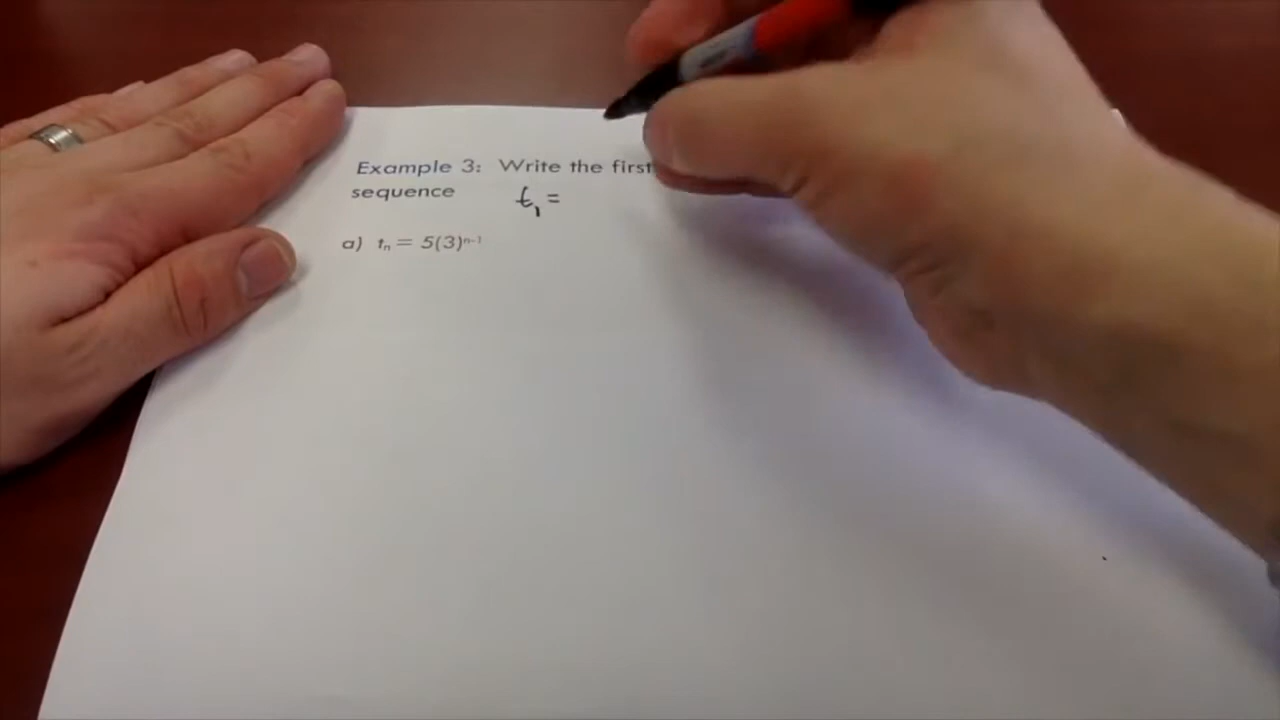 Example 3: Write the first
sequence t₁ =
a) tₙ = 5(3)ⁿ⁻¹